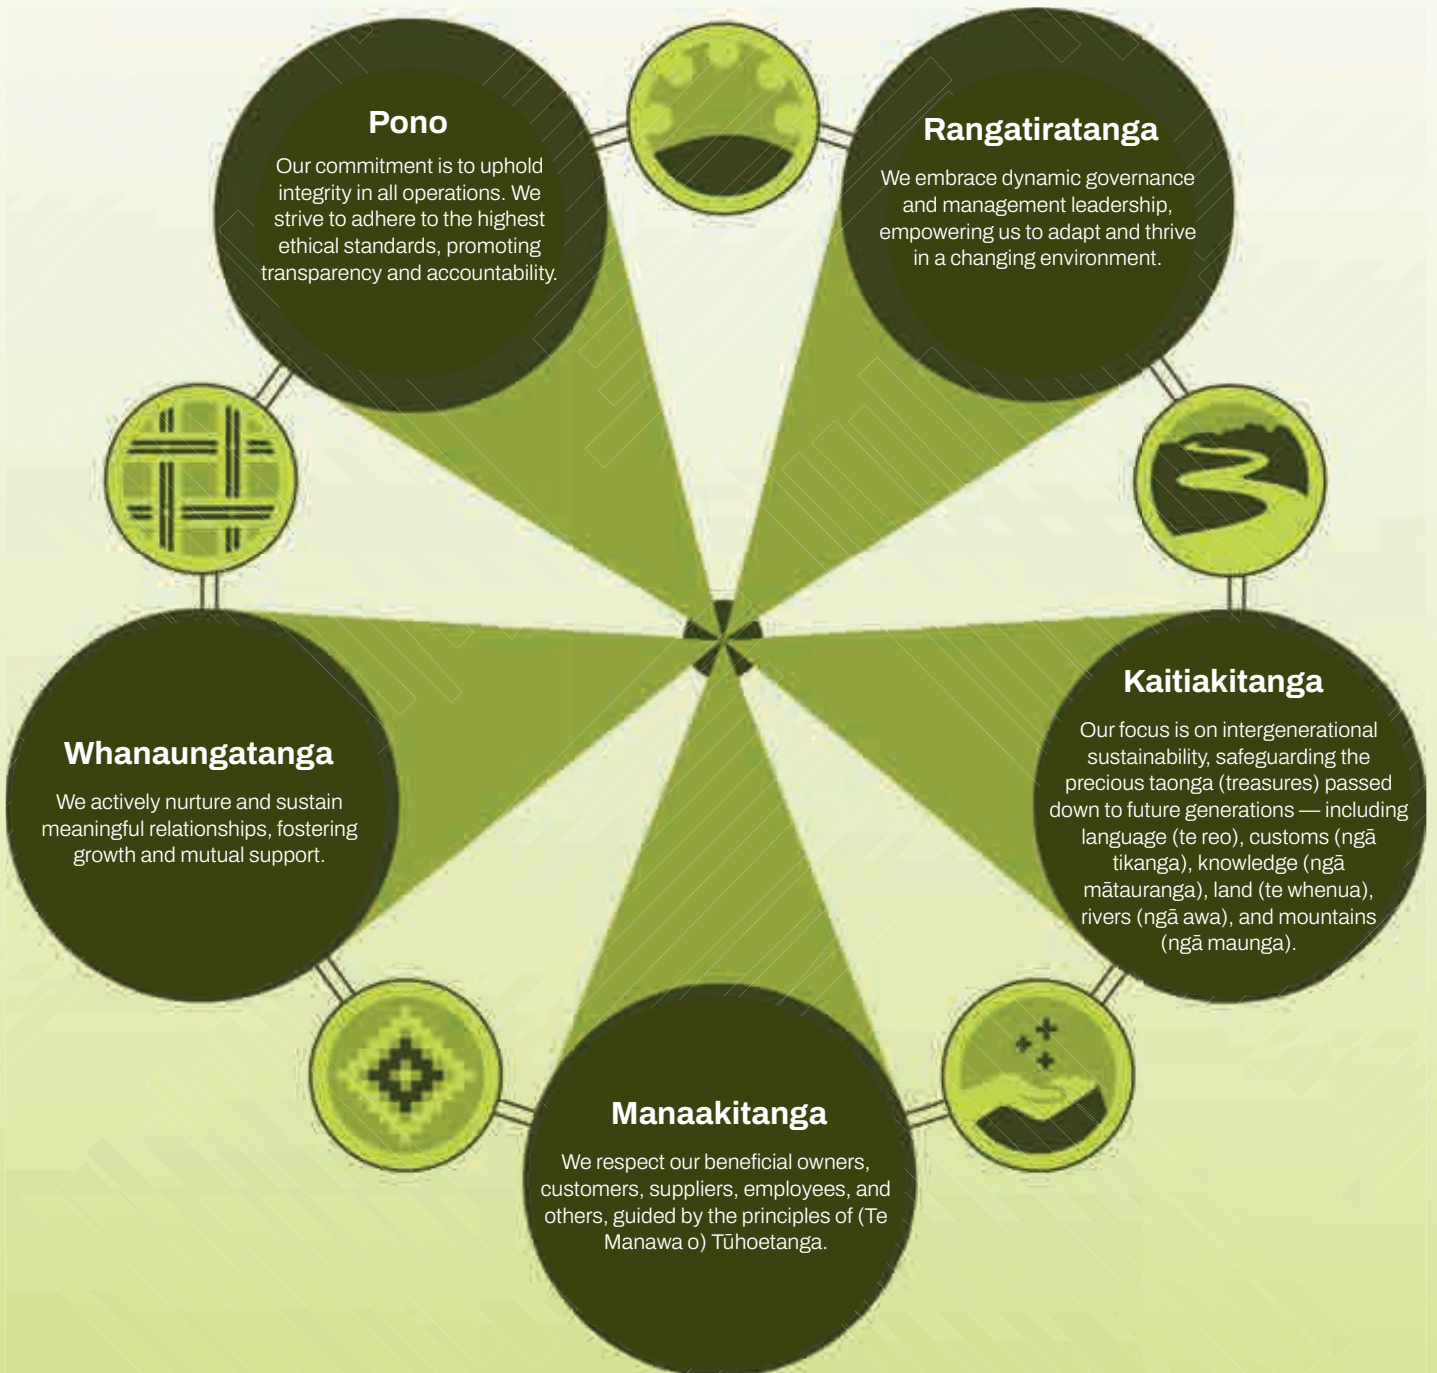 Pono
Our commitment is to uphold
integrity in all operations. We
strive to adhere to the highest
ethical standards, promoting
transparency and accountability.
Rangatiratanga
We embrace dynamic governance
and management leadership,
empowering us to adapt and thrive
in a changing environment.
Kaitiakitanga
Our focus is on intergenerational
sustainability, safeguarding the
precious taonga (treasures) passed
down to future generations — including
language (te reo), customs (ngā
tikanga), knowledge (ngā
mātauranga), land (te whenua),
rivers (ngā awa), and mountains
(ngā maunga).
Whanaungatanga
We actively nurture and sustain
meaningful relationships, fostering
growth and mutual support.
Manaakitanga
We respect our beneficial owners,
customers, suppliers, employees, and
others, guided by the principles of (Te
Manawa o) Tūhoetanga.